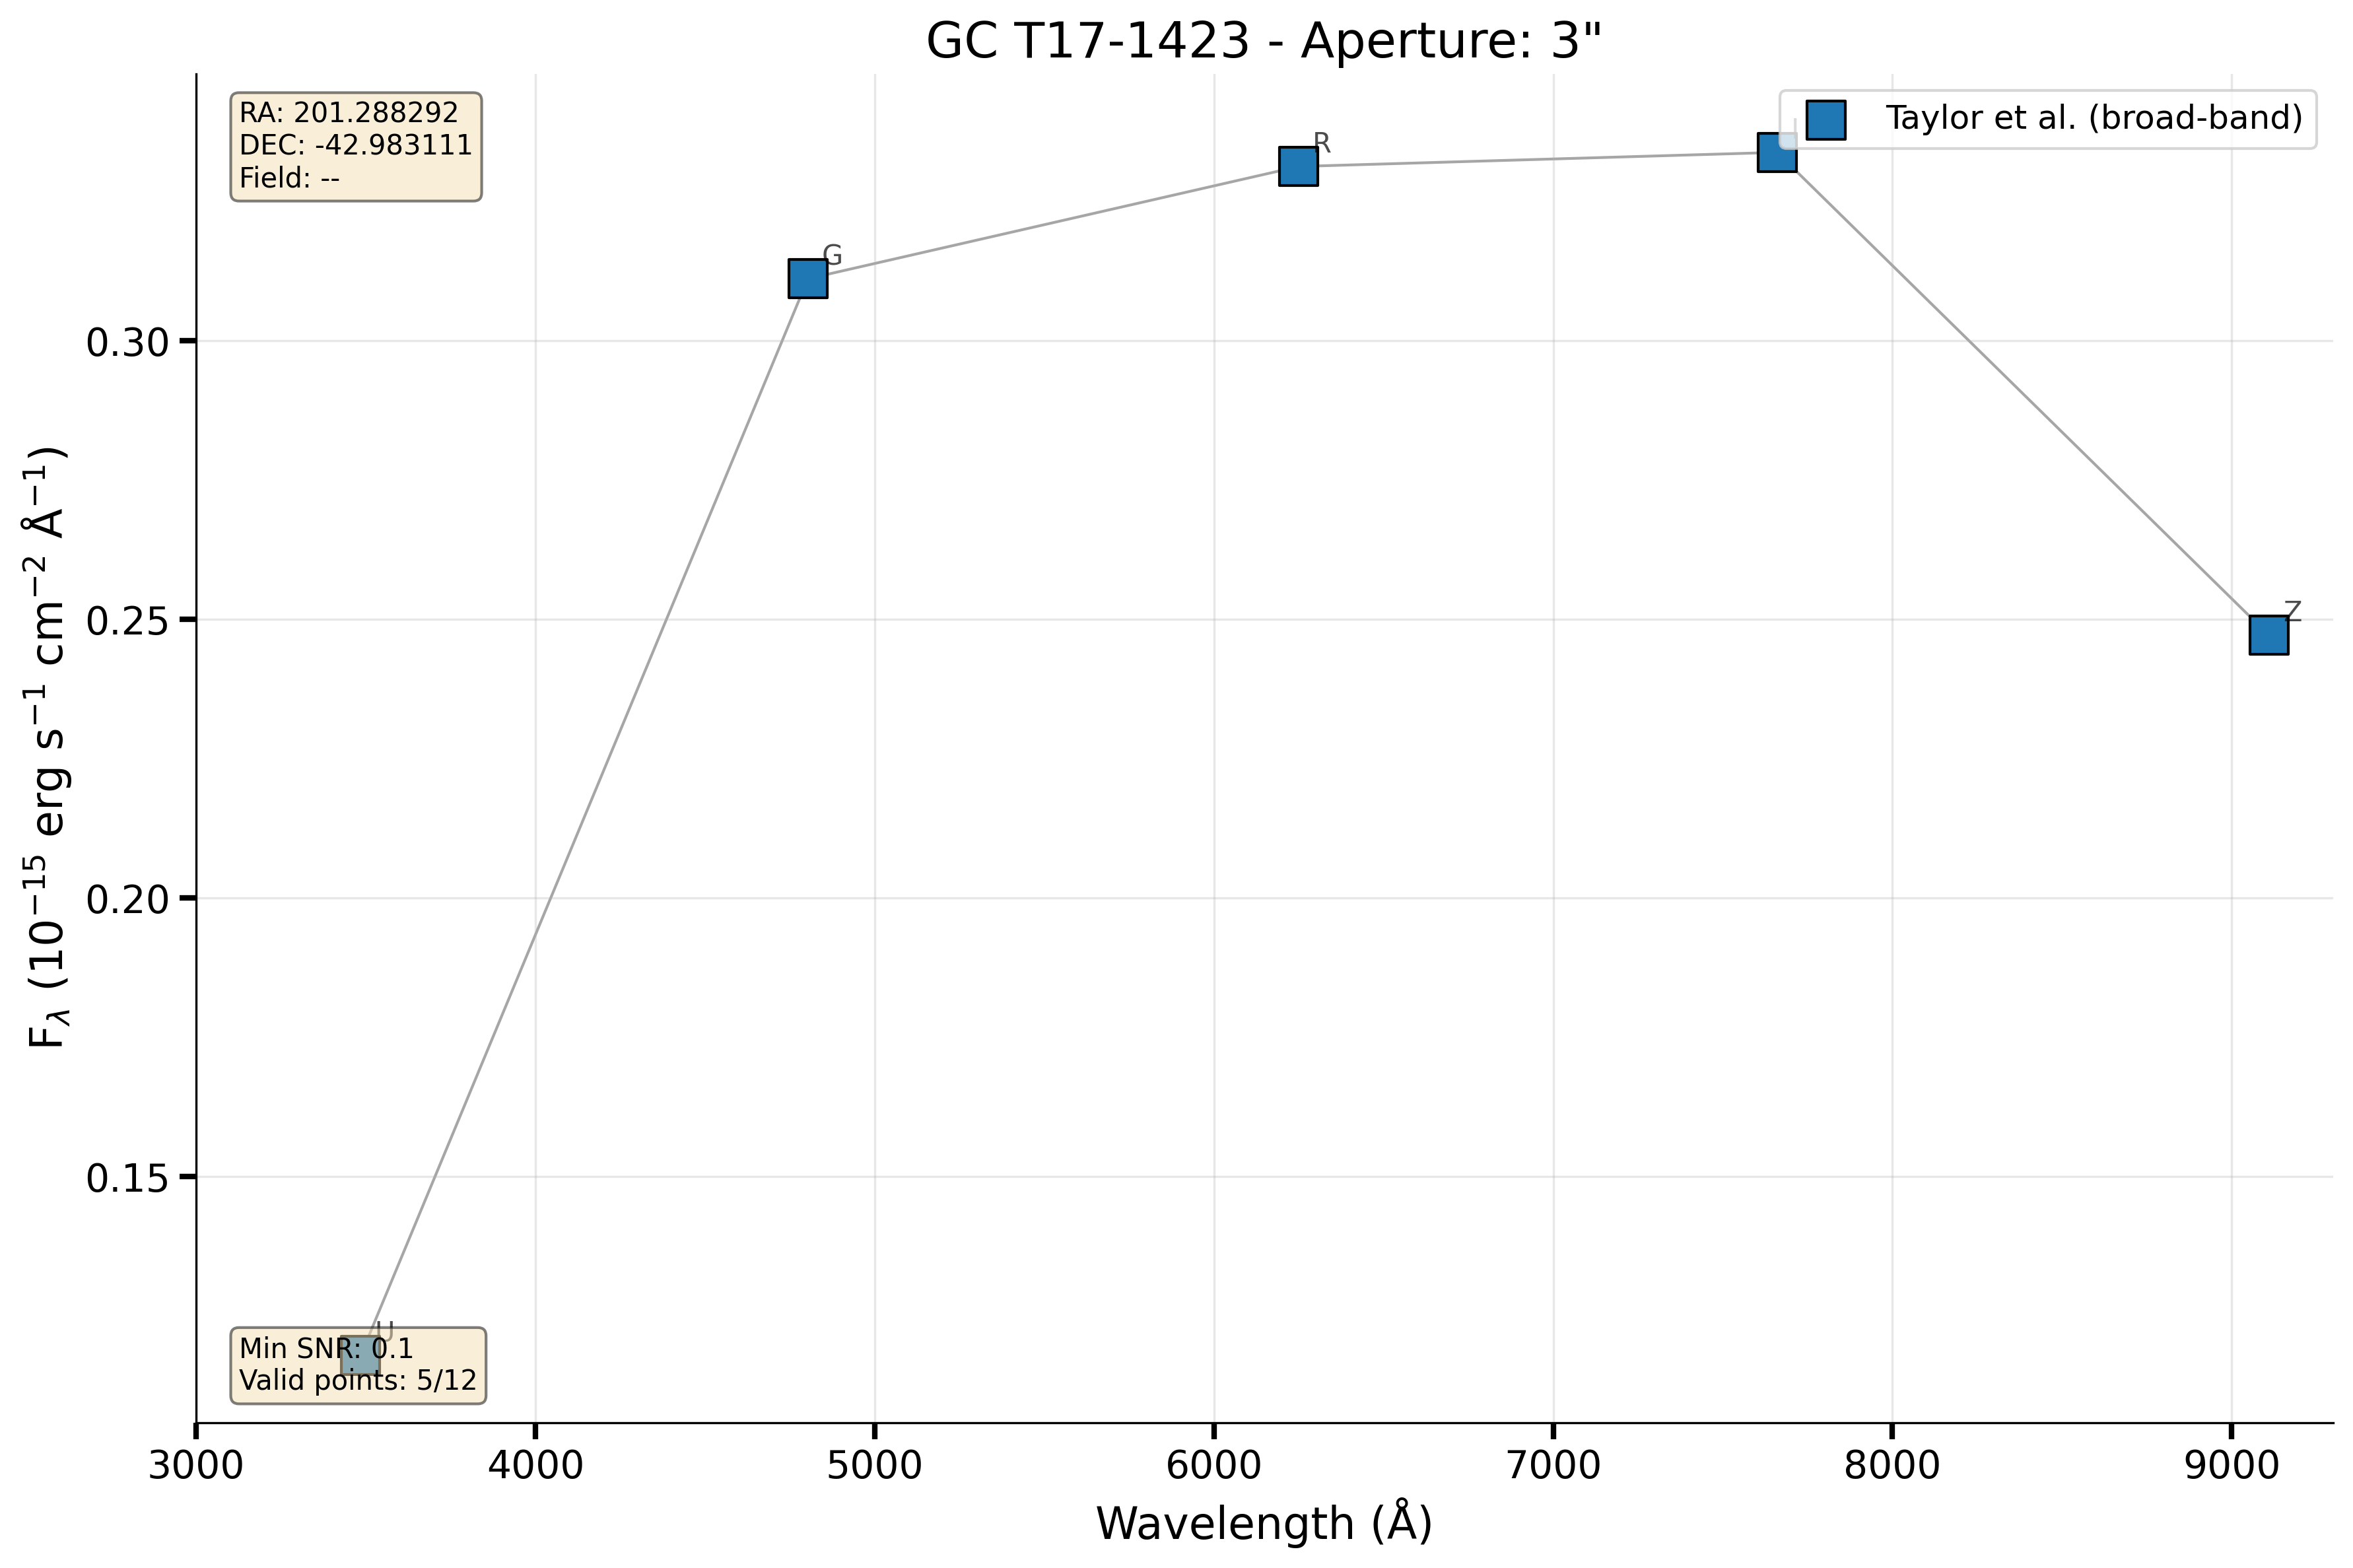 GC T17-1423 - Aperture: 3"
RA: 201.288292
DEC: -42.983111
Field: --
Taylor et al. (broad-band)
G
R
I
Z
U
Min SNR: 0.1
Valid points: 5/12
0.30
0.25
0.20
0.15
F_λ (10⁻¹⁵ erg s⁻¹ cm⁻² Å⁻¹)
3000 4000 5000 6000 7000 8000 9000
Wavelength (Å)